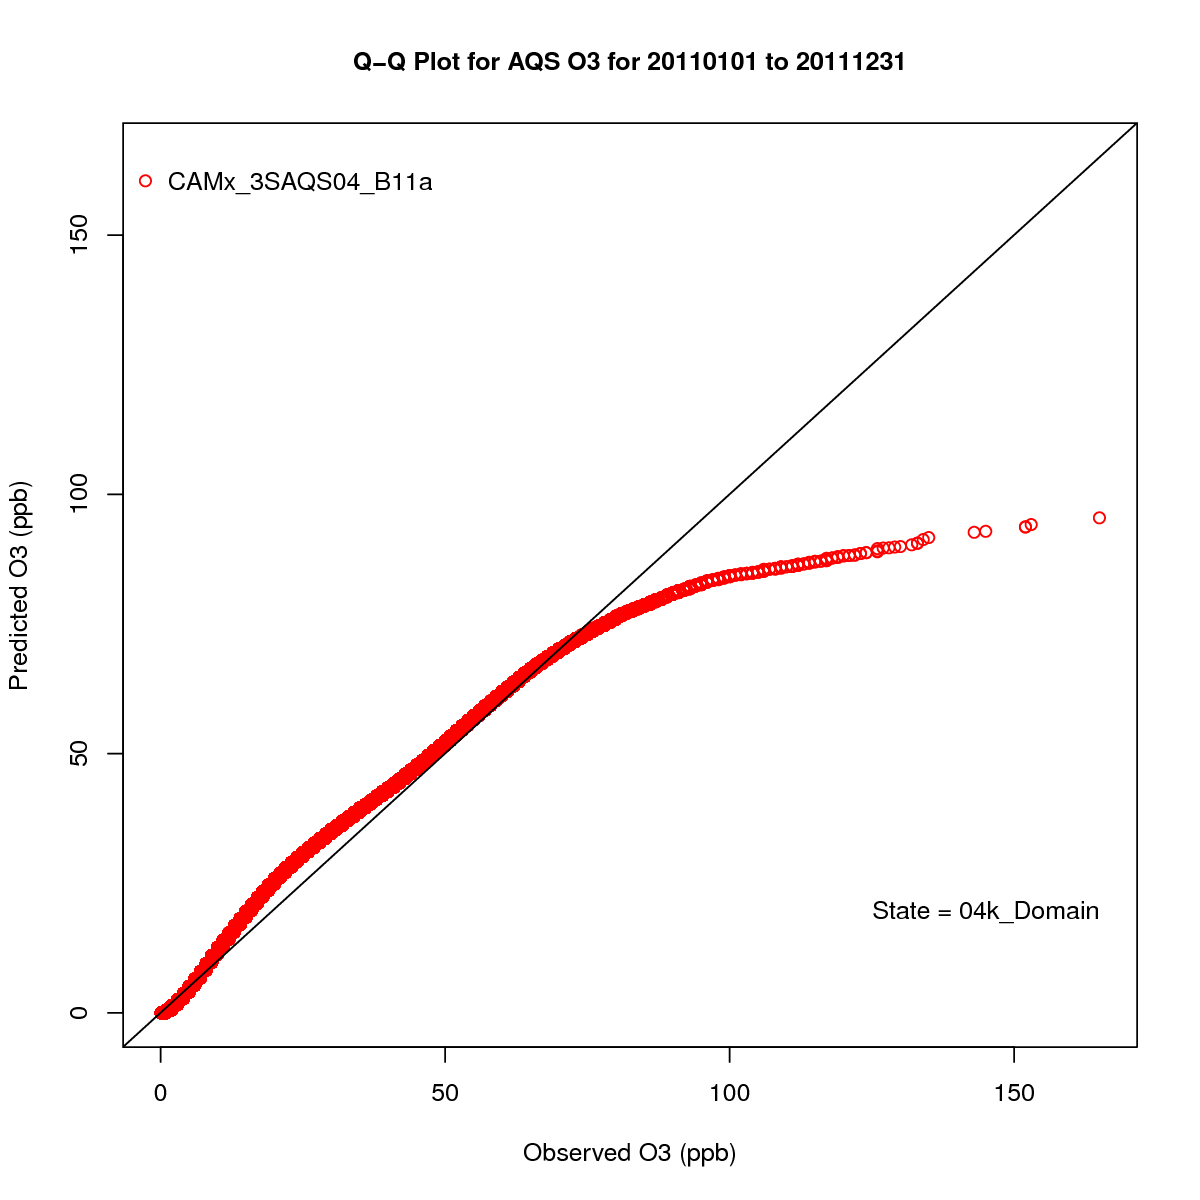 Q−Q Plot for AQS O3 for 20110101 to 20111231
CAMx_3SAQS04_B11a
150
100
50
0
Predicted O3 (ppb)
State = 04k_Domain
0 50 100 150
Observed O3 (ppb)